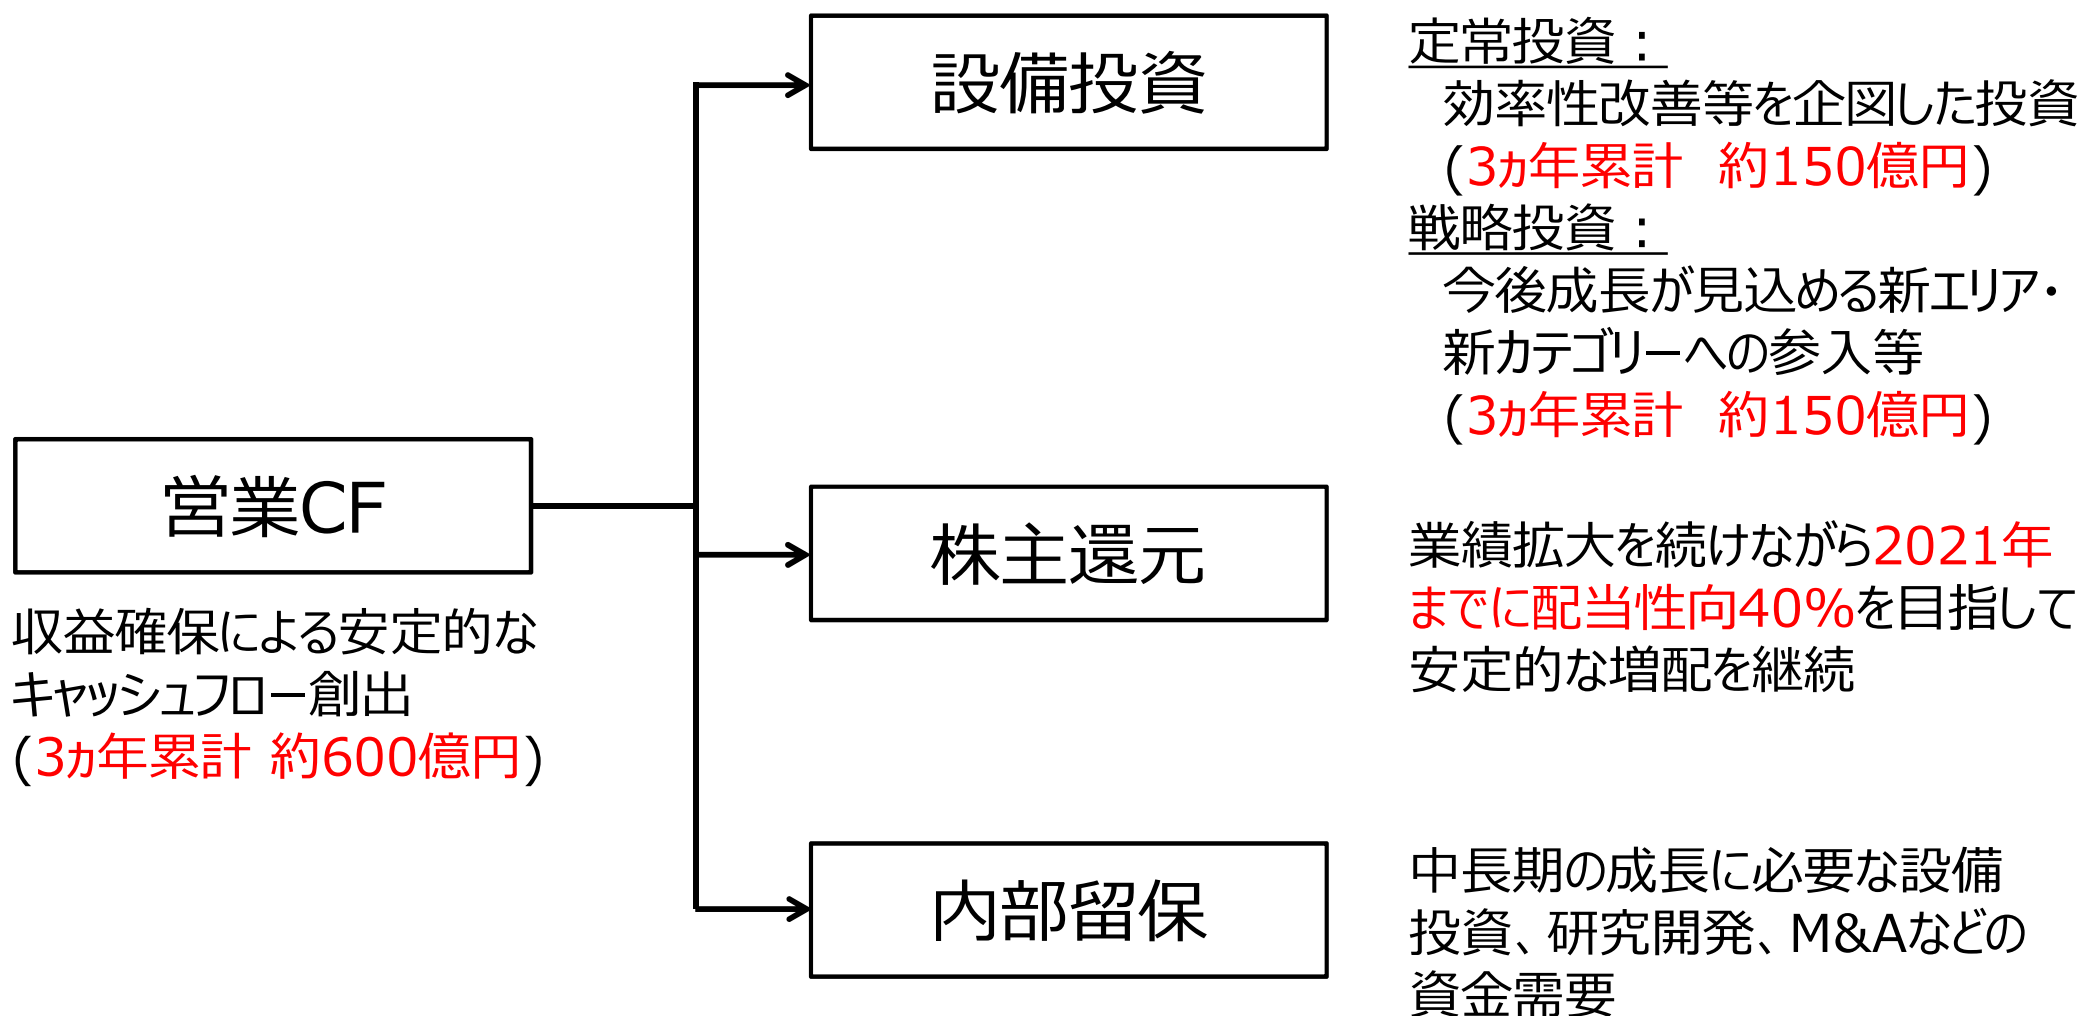 設備投資
定常投資：
効率性改善等を企図した投資
(3ヵ年累計　約150億円)
戦略投資：
今後成長が見込める新エリア・
新カテゴリーへの参入等
(3ヵ年累計　約150億円)
営業CF
収益確保による安定的な
キャッシュフロー創出
(3ヵ年累計 約600億円)
株主還元
業績拡大を続けながら2021年
までに配当性向40%を目指して
安定的な増配を継続
内部留保
中長期の成長に必要な設備
投資、研究開発、M&Aなどの
資金需要